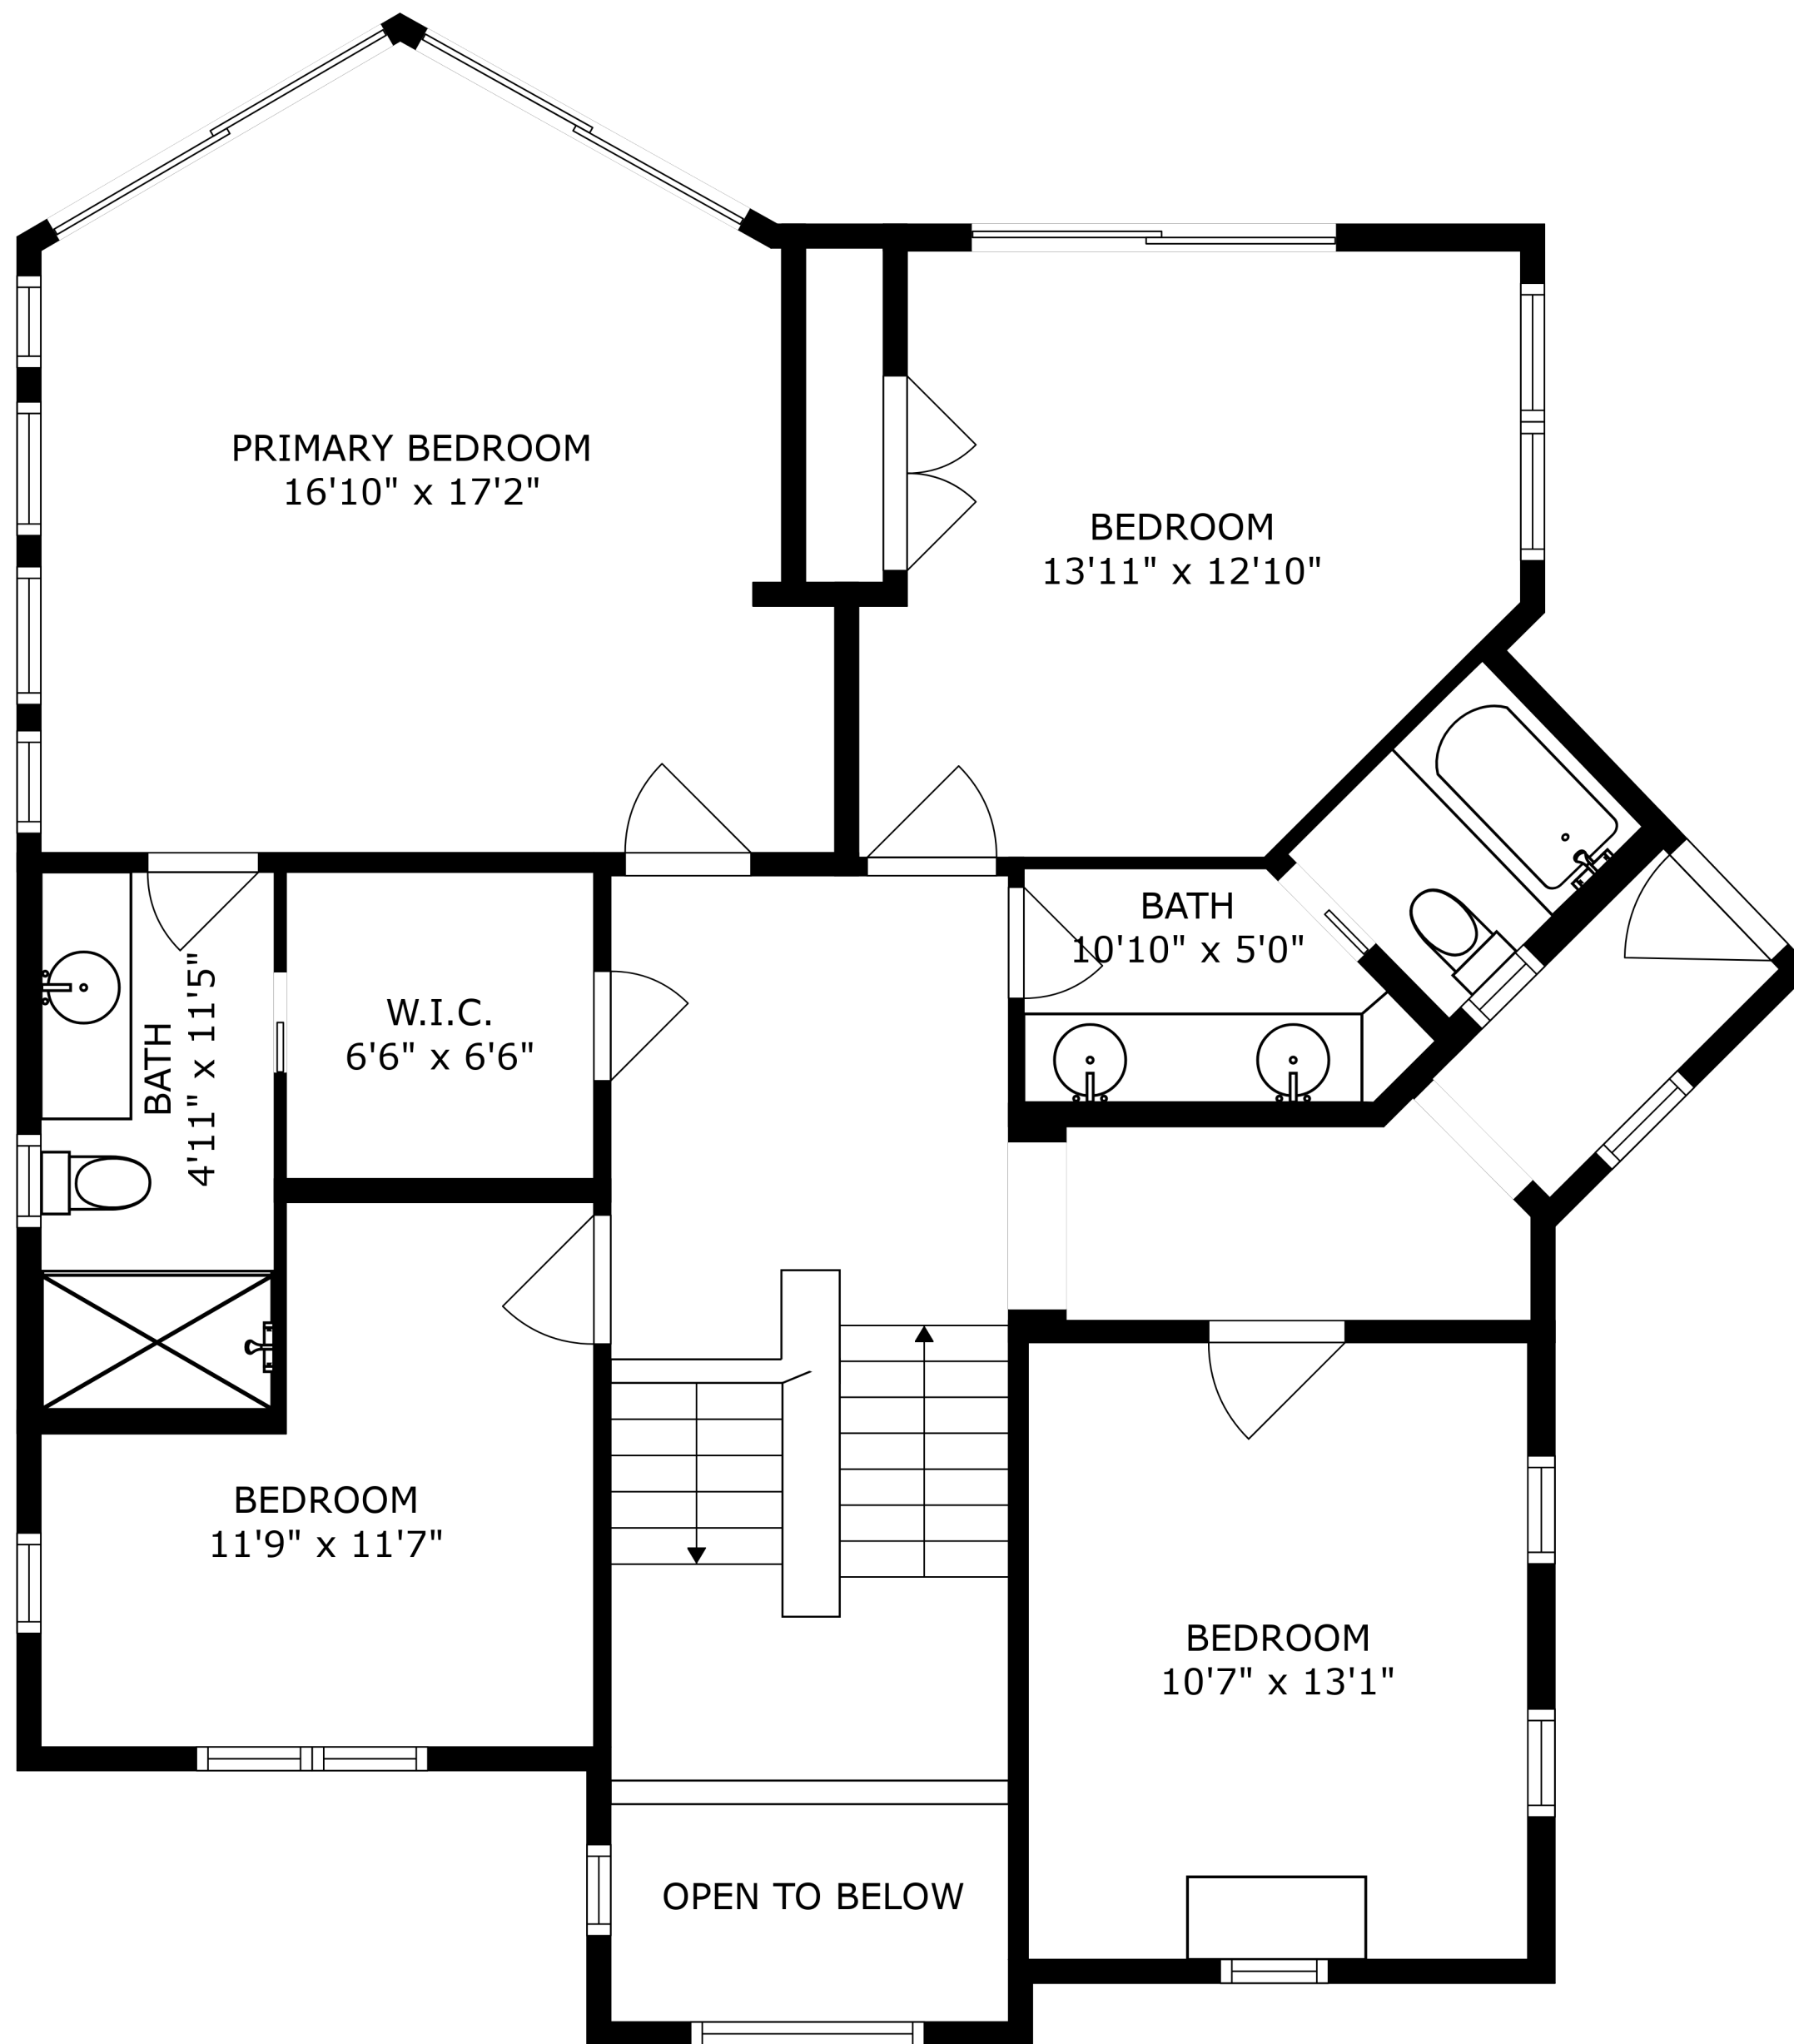 PRIMARY BEDROOM
16'10" x 17'2"
BEDROOM
13'11" x 12'10"
BATH
10'10" x 5'0"
W.I.C.
6'6" x 6'6"
BATH
4'11" x 11'5"
BEDROOM
11'9" x 11'7"
BEDROOM
10'7" x 13'1"
OPEN TO BELOW